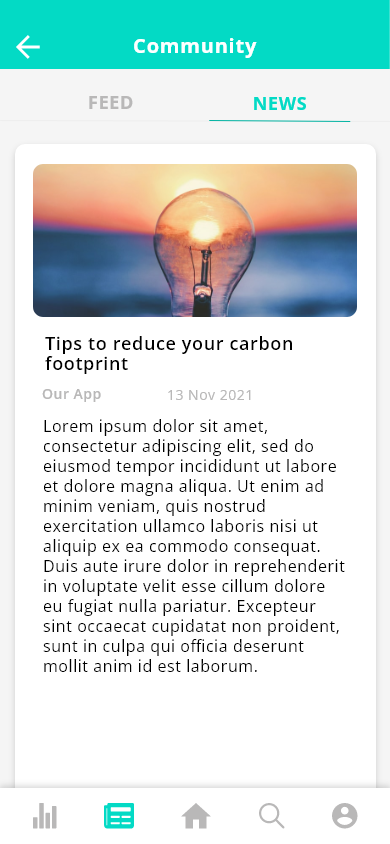 Community
FEED
NEWS
Tips to reduce your carbon
footprint
Our App
13 Nov 2021
Lorem ipsum dolor sit amet,
consectetur adipiscing elit, sed do
eiusmod tempor incididunt ut labore
et dolore magna aliqua. Ut enim ad
minim veniam, quis nostrud
exercitation ullamco laboris nisi ut
aliquip ex ea commodo consequat.
Duis aute irure dolor in reprehenderit
in voluptate velit esse cillum dolore
eu fugiat nulla pariatur. Excepteur
sint occaecat cupidatat non proident,
sunt in culpa qui officia deserunt
mollit anim id est laborum.